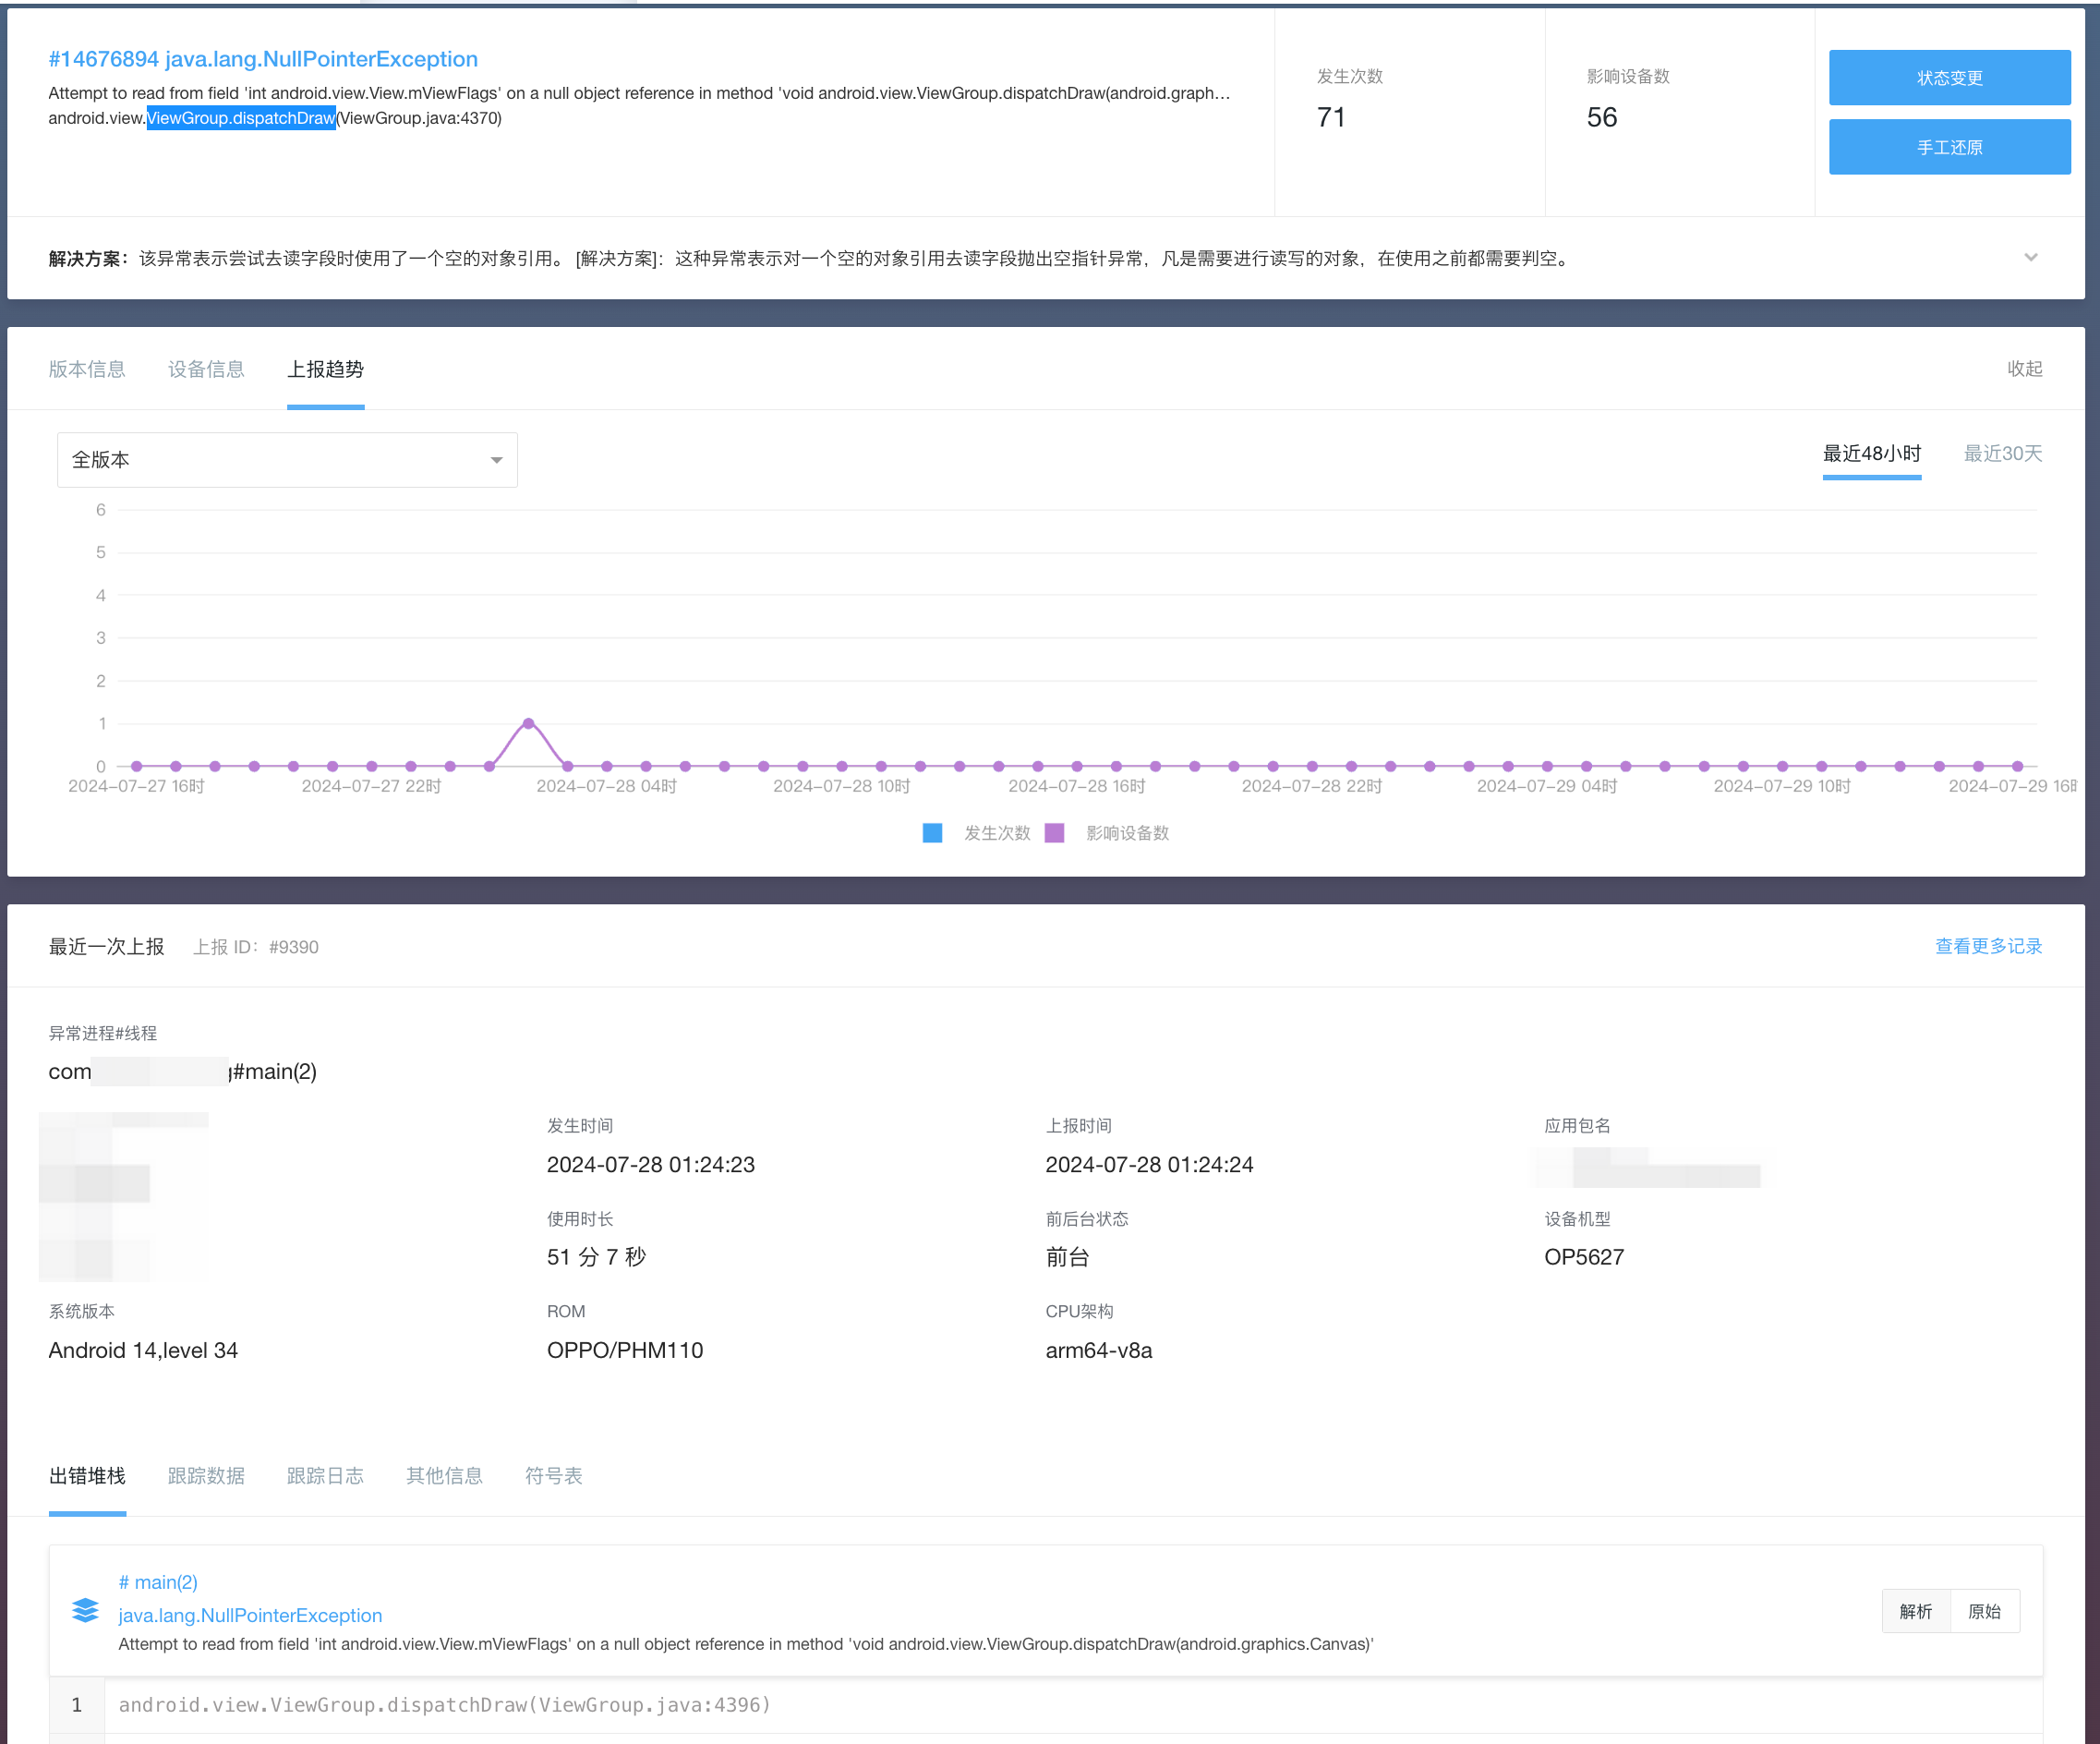 #14676894 java.lang.NullPointerException
Attempt to read from field 'int android.view.View.mViewFlags' on a null object reference in method 'void android.view.ViewGroup.dispatchDraw(android.graph...
android.view.ViewGroup.dispatchDraw(ViewGroup.java:4370)
发生次数
71
影响设备数
56
状态变更
手工还原
解决方案：该异常表示尝试去读字段时使用了一个空的对象引用。 [解决方案]：这种异常表示对一个空的对象引用去读字段抛出空指针异常，凡是需要进行读写的对象，在使用之前都需要判空。
版本信息 设备信息 上报趋势 收起
全版本
最近48小时 最近30天
6
5
4
3
2
1
0
2024-07-27 16时 2024-07-27 22时 2024-07-28 04时 2024-07-28 10时 2024-07-28 16时 2024-07-28 22时 2024-07-29 04时 2024-07-29 10时 2024-07-29 16时
发生次数 影响设备数
最近一次上报 上报 ID：#9390 查看更多记录
异常进程#线程
com g#main(2)
发生时间 上报时间 应用包名
2024-07-28 01:24:23 2024-07-28 01:24:24
使用时长 前后台状态 设备机型
51 分 7 秒 前台 OP5627
系统版本 ROM CPU架构
Android 14,level 34 OPPO/PHM110 arm64-v8a
出错堆栈 跟踪数据 跟踪日志 其他信息 符号表
# main(2)
java.lang.NullPointerException
Attempt to read from field 'int android.view.View.mViewFlags' on a null object reference in method 'void android.view.ViewGroup.dispatchDraw(android.graphics.Canvas)'
解析 原始
1 android.view.ViewGroup.dispatchDraw(ViewGroup.java:4396)